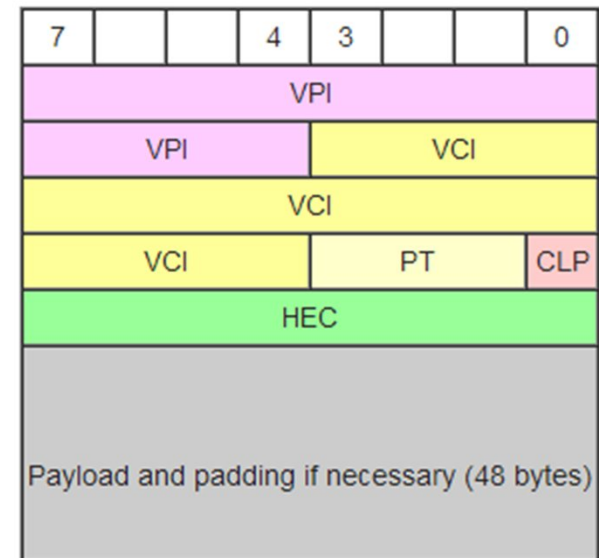 7 4 3 0
VPI
VPI VCI
VCI
VCI PT CLP
HEC
Payload and padding if necessary (48 bytes)